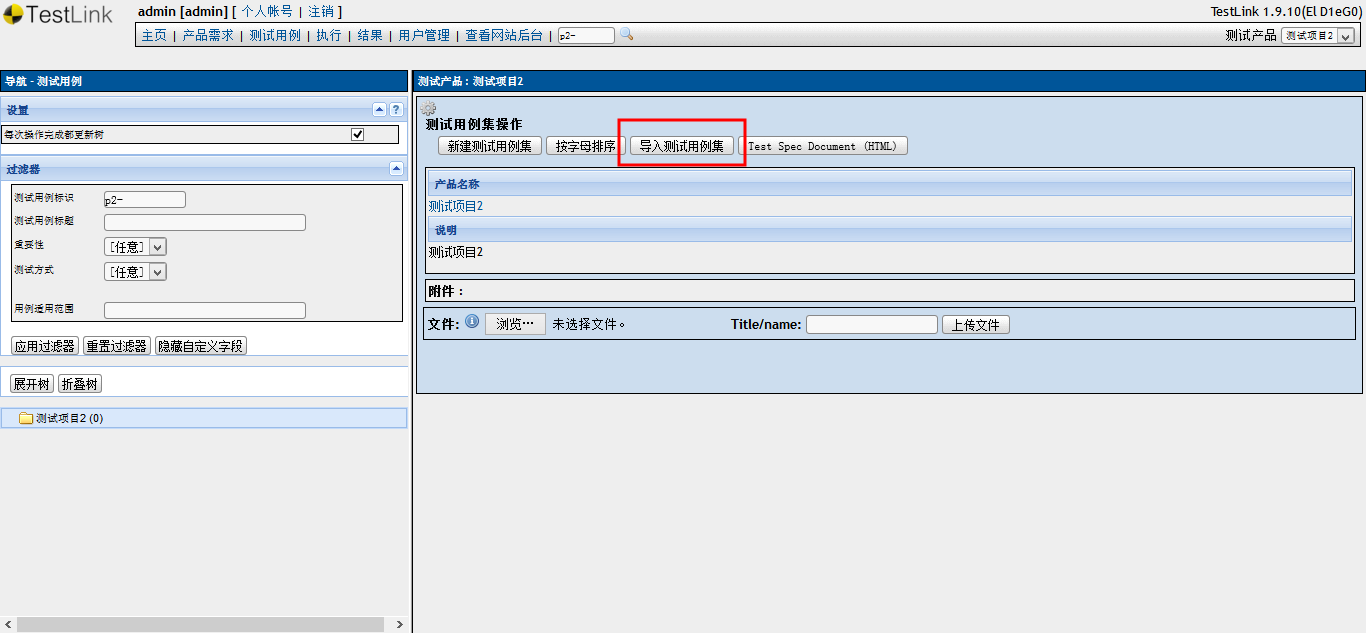 TestLink
admin [admin] [ 个人帐号 | 注销 ]
TestLink 1.9.10(El D1eG0)
主页 | 产品需求 | 测试用例 | 执行 | 结果 | 用户管理 | 查看网站后台 | p2-
测试产品 测试项目2
导航 - 测试用例
设置
?
每次操作完成都更新树
过滤器
测试用例标识 p2-
测试用例标题
重要性 [任意]
测试方式 [任意]
用例适用范围
应用过滤器 重置过滤器 隐藏自定义字段
展开树 折叠树
测试项目2 (0)
测试产品 : 测试项目2
测试用例集操作
新建测试用例集 按字母排序 导入测试用例集 Test Spec Document (HTML)
产品名称
测试项目2
说明
测试项目2
附件 :
文件: 浏览… 未选择文件。 Title/name: 上传文件